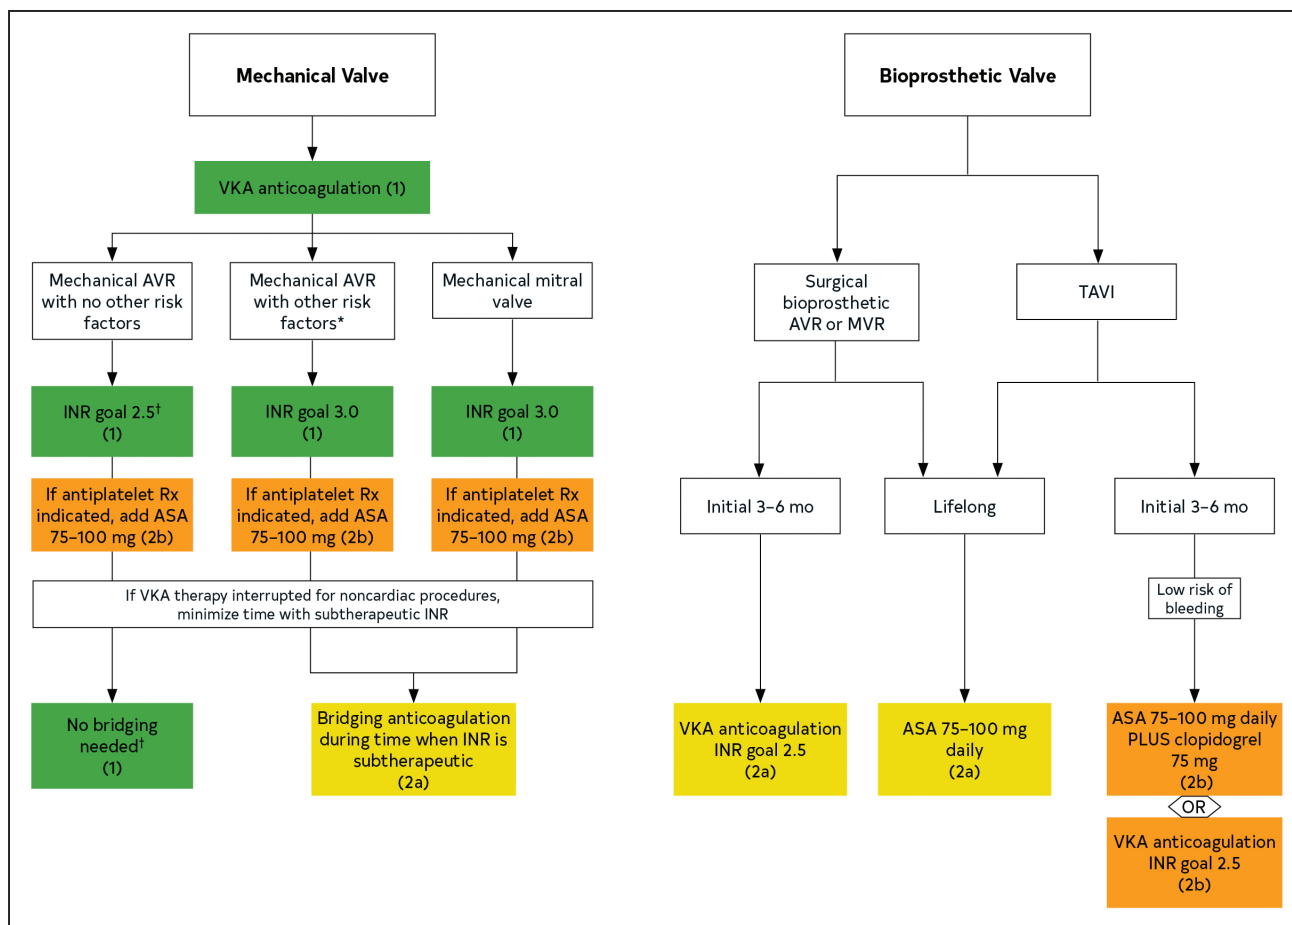 Mechanical Valve
VKA anticoagulation (1)
Mechanical AVR
with no other risk
factors
Mechanical AVR
with other risk
factors*
Mechanical mitral
valve
INR goal 2.5†
(1)
INR goal 3.0
(1)
INR goal 3.0
(1)
If antiplatelet Rx
indicated, add ASA
75–100 mg (2b)
If antiplatelet Rx
indicated, add ASA
75–100 mg (2b)
If antiplatelet Rx
indicated, add ASA
75–100 mg (2b)
If VKA therapy interrupted for noncardiac procedures,
minimize time with subtherapeutic INR
No bridging
needed†
(1)
Bridging anticoagulation
during time when INR is
subtherapeutic
(2a)
Bioprosthetic Valve
Surgical
bioprosthetic
AVR or MVR
TAVI
Initial 3–6 mo
Lifelong
Initial 3–6 mo
Low risk of
bleeding
VKA anticoagulation
INR goal 2.5
(2a)
ASA 75–100 mg
daily
(2a)
ASA 75–100 mg daily
PLUS clopidogrel
75 mg
(2b)
OR
VKA anticoagulation
INR goal 2.5
(2b)